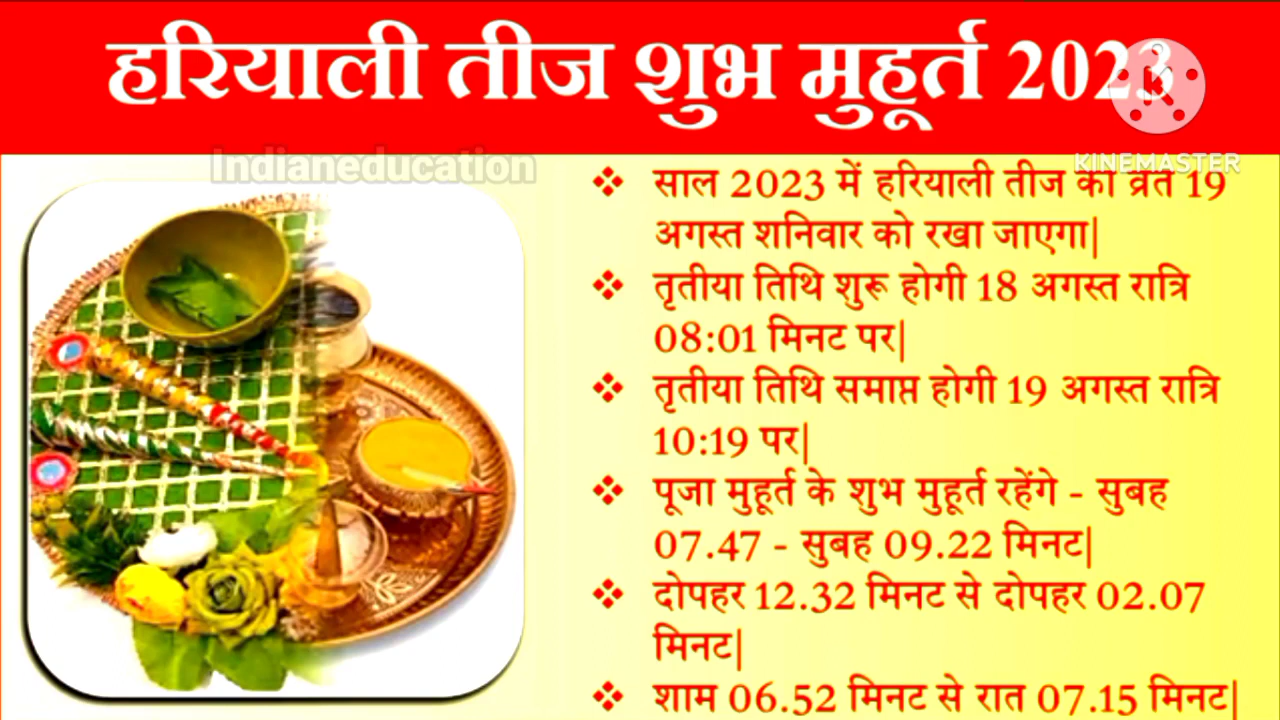 हरियाली तीज शुभ मुहूर्त 2023
Indianeducation
KINEMASTER
❖ साल 2023 में हरियाली तीज का व्रत 19
अगस्त शनिवार को रखा जाएगा|
❖ तृतीया तिथि शुरू होगी 18 अगस्त रात्रि
08:01 मिनट पर|
❖ तृतीया तिथि समाप्त होगी 19 अगस्त रात्रि
10:19 पर|
❖ पूजा मुहूर्त के शुभ मुहूर्त रहेंगे - सुबह
07.47 - सुबह 09.22 मिनट|
❖ दोपहर 12.32 मिनट से दोपहर 02.07
मिनट|
❖ शाम 06.52 मिनट से रात 07.15 मिनट|